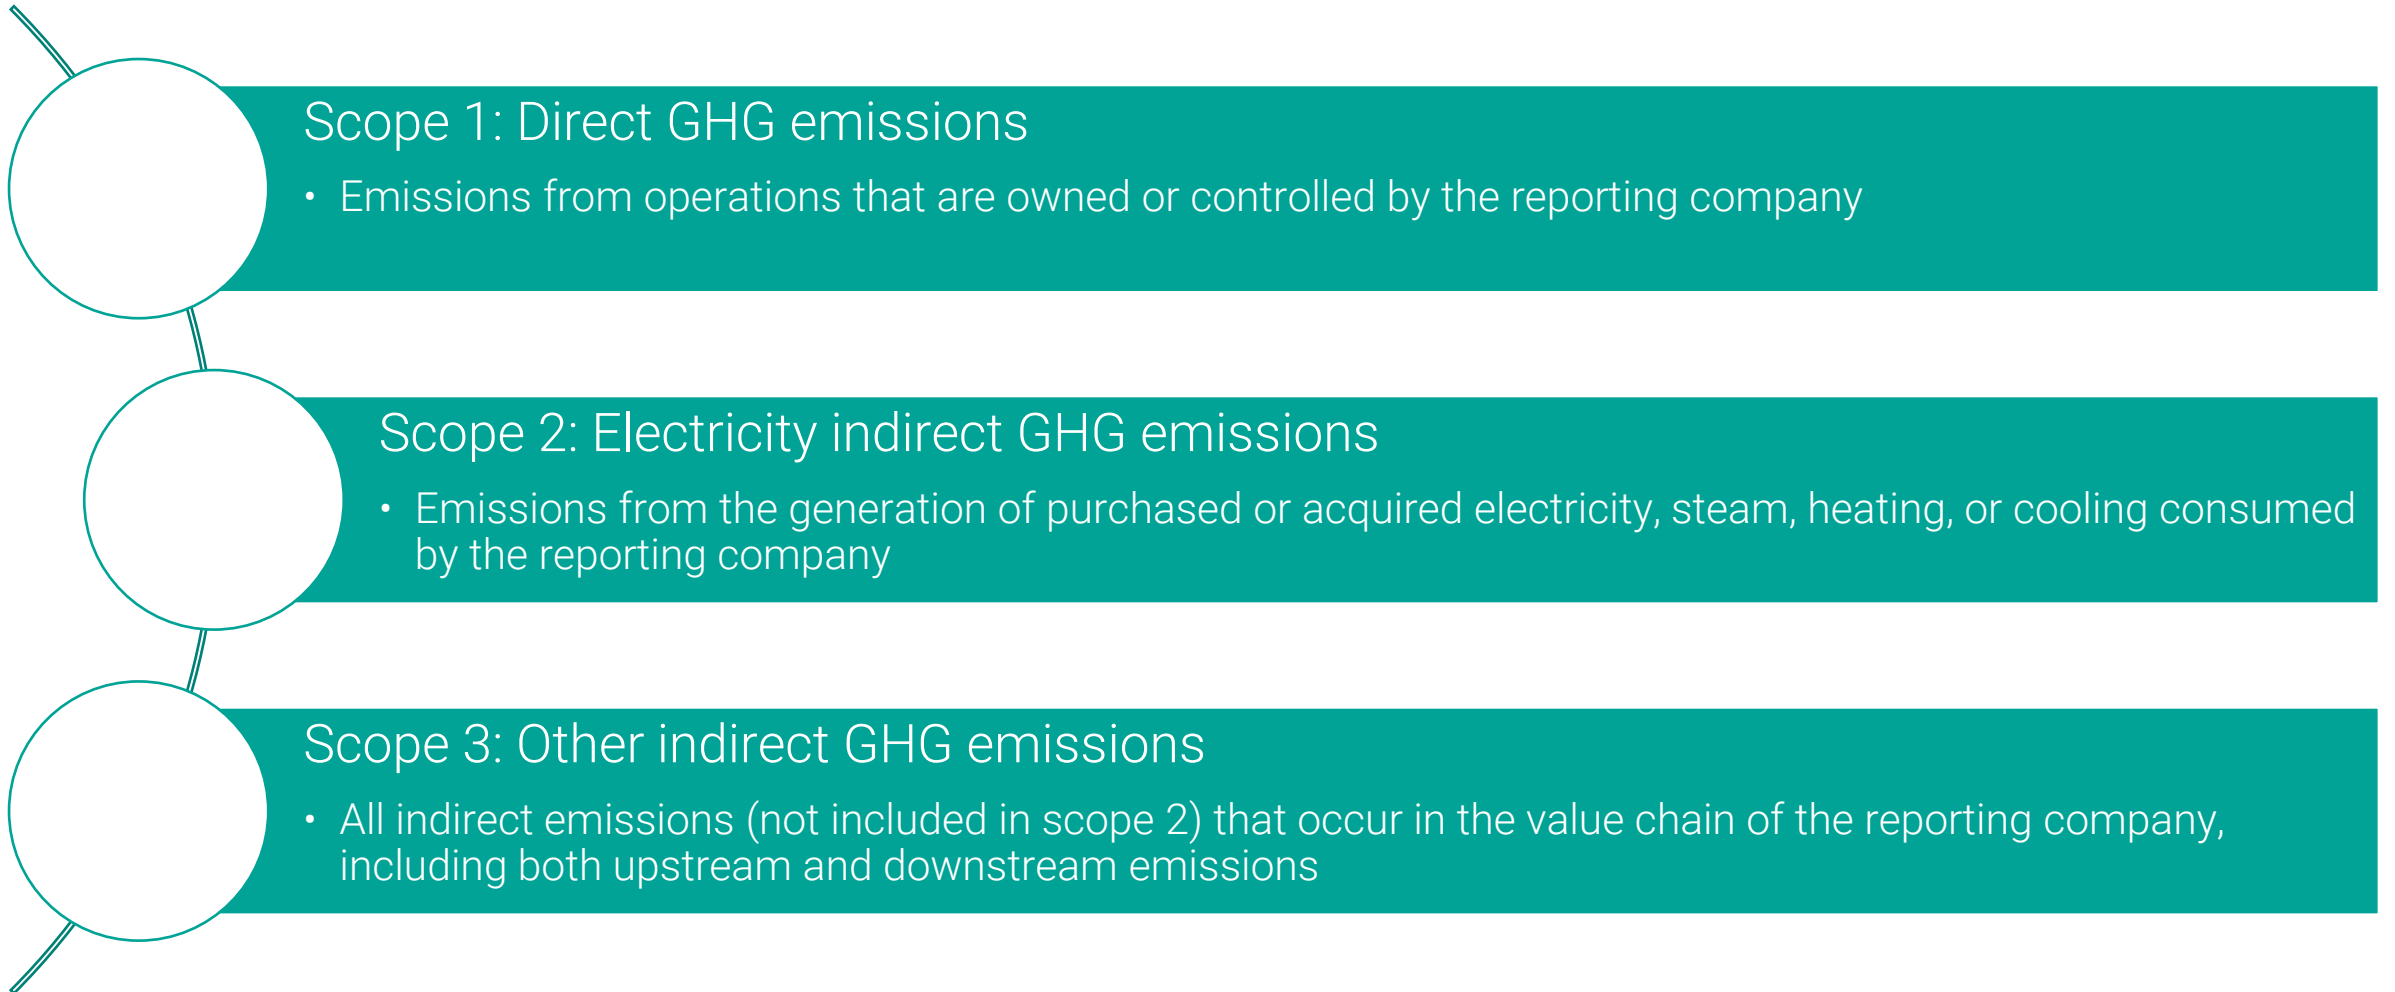 Scope 1: Direct GHG emissions
• Emissions from operations that are owned or controlled by the reporting company
Scope 2: Electricity indirect GHG emissions
• Emissions from the generation of purchased or acquired electricity, steam, heating, or cooling consumed
by the reporting company
Scope 3: Other indirect GHG emissions
• All indirect emissions (not included in scope 2) that occur in the value chain of the reporting company,
including both upstream and downstream emissions